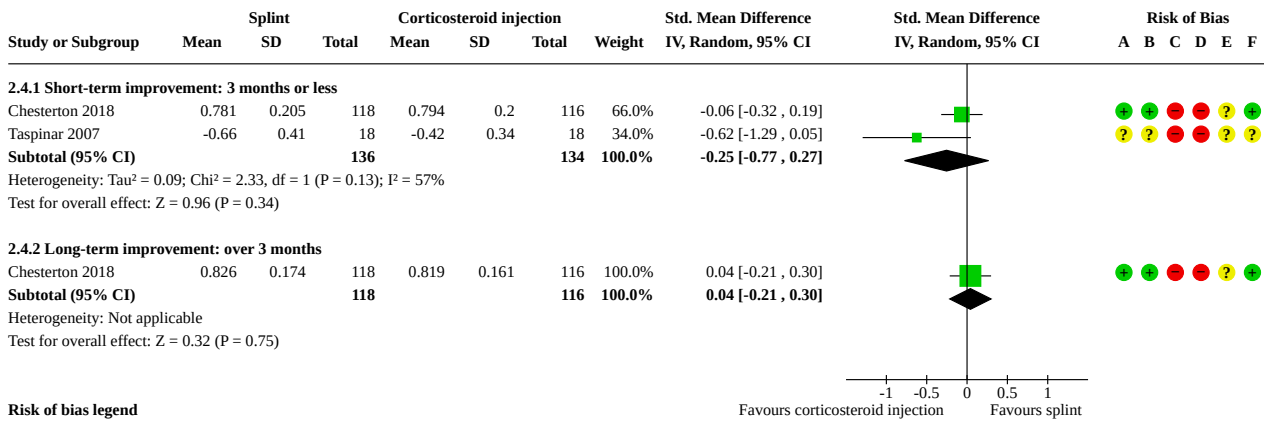 Splint Corticosteroid injection Std. Mean Difference Std. Mean Difference Risk of Bias
Study or Subgroup Mean SD Total Mean SD Total Weight IV, Random, 95% CI IV, Random, 95% CI A B C D E F
2.4.1 Short-term improvement: 3 months or less
Chesterton 2018 0.781 0.205 118 0.794 0.2 116 66.0% -0.06 [-0.32 , 0.19] + + − − ? +
Taspinar 2007 -0.66 0.41 18 -0.42 0.34 18 34.0% -0.62 [-1.29 , 0.05] ? ? − − ? ?
Subtotal (95% CI) 136 134 100.0% -0.25 [-0.77 , 0.27]
Heterogeneity: Tau² = 0.09; Chi² = 2.33, df = 1 (P = 0.13); I² = 57%
Test for overall effect: Z = 0.96 (P = 0.34)
2.4.2 Long-term improvement: over 3 months
Chesterton 2018 0.826 0.174 118 0.819 0.161 116 100.0% 0.04 [-0.21 , 0.30] + + − − ? +
Subtotal (95% CI) 118 116 100.0% 0.04 [-0.21 , 0.30]
Heterogeneity: Not applicable
Test for overall effect: Z = 0.32 (P = 0.75)
-1 -0.5 0 0.5 1
Risk of bias legend Favours corticosteroid injection Favours splint